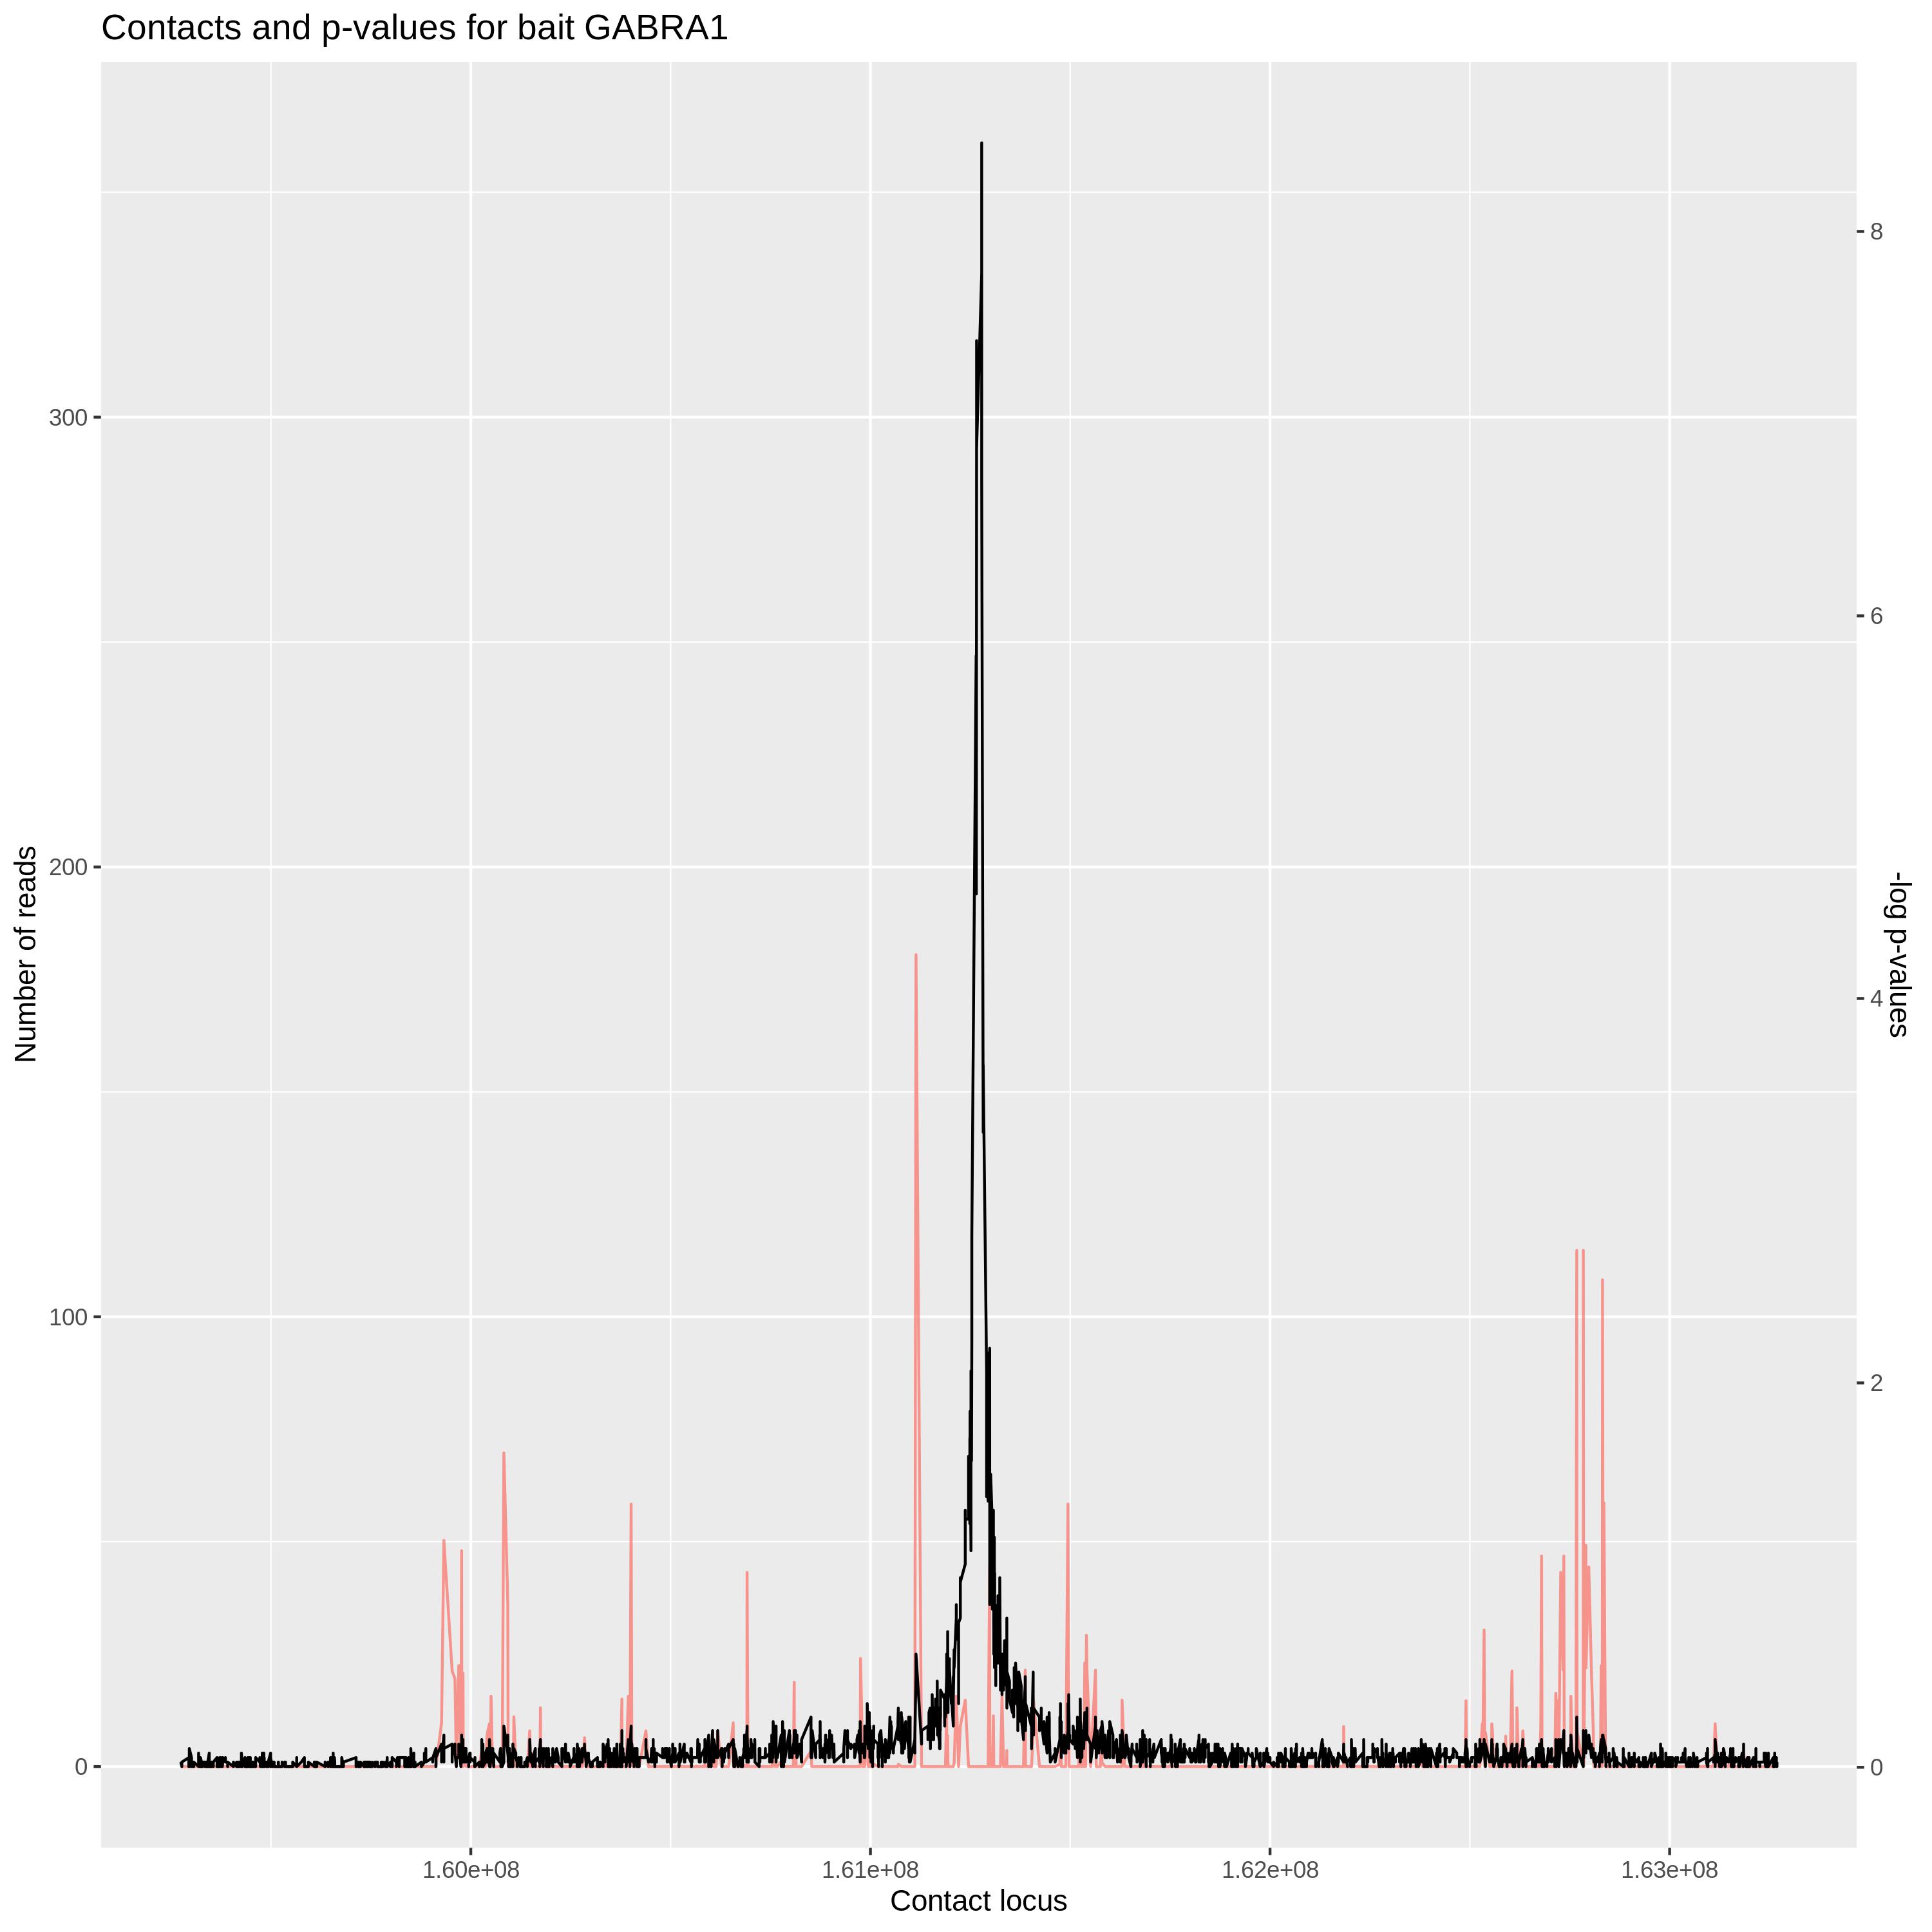 Contacts and p-values for bait GABRA1
Number of reads
300
200
100
0
8
6
4
2
0
-log p-values
1.60e+08 1.61e+08 1.62e+08 1.63e+08
Contact locus